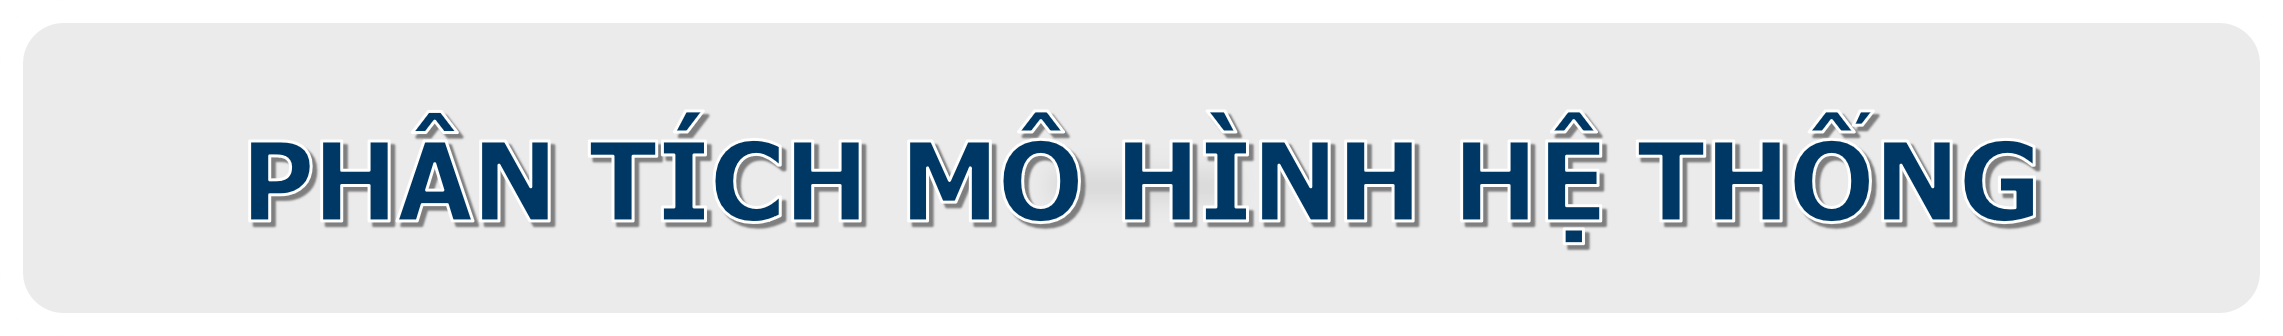 PHÂN TÍCH MÔ HÌNH HỆ THỐNG